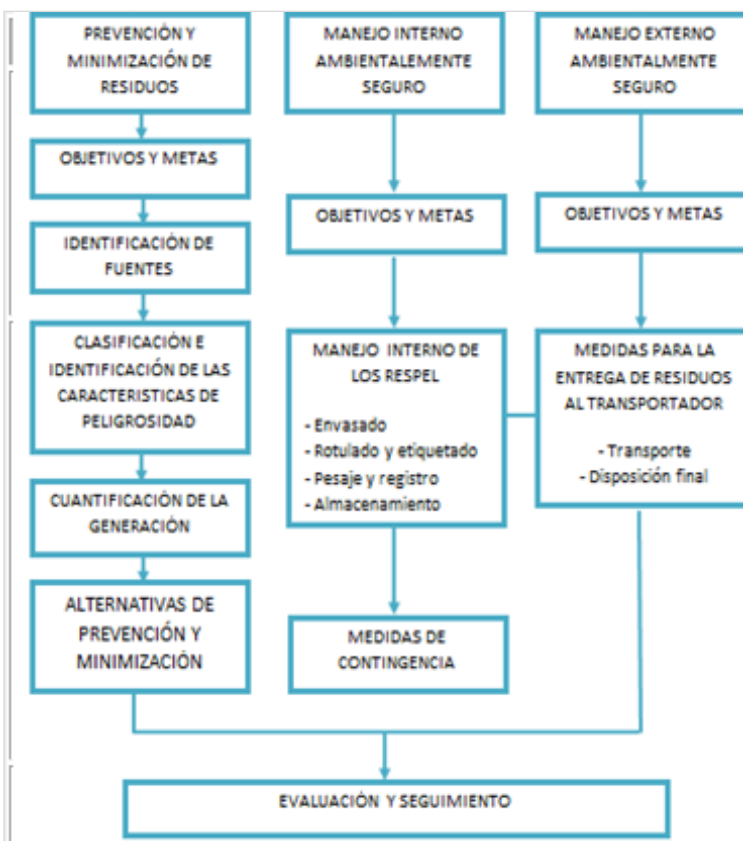 PREVENCIÓN Y
MINIMIZACIÓN DE
RESIDUOS
OBJETIVOS Y METAS
IDENTIFICACIÓN DE
FUENTES
CLASIFICACIÓN E
IDENTIFICACIÓN DE LAS
CARACTERISTICAS DE
PELIGROSIDAD
CUANTIFICACIÓN DE LA
GENERACIÓN
ALTERNATIVAS DE
PREVENCIÓN Y
MINIMIZACIÓN
MANEJO INTERNO
AMBIENTALEMENTE
SEGURO
OBJETIVOS Y METAS
MANEJO INTERNO DE
LOS RESPEL
- Envasado
- Rotulado y etiquetado
- Pesaje y registro
- Almacenamiento
MEDIDAS DE
CONTINGENCIA
MANEJO EXTERNO
AMBIENTALMENTE
SEGURO
OBJETIVOS Y METAS
MEDIDAS PARA LA
ENTREGA DE RESIDUOS
AL TRANSPORTADOR
- Transporte
- Disposición final
EVALUACIÓN Y SEGUIMIENTO